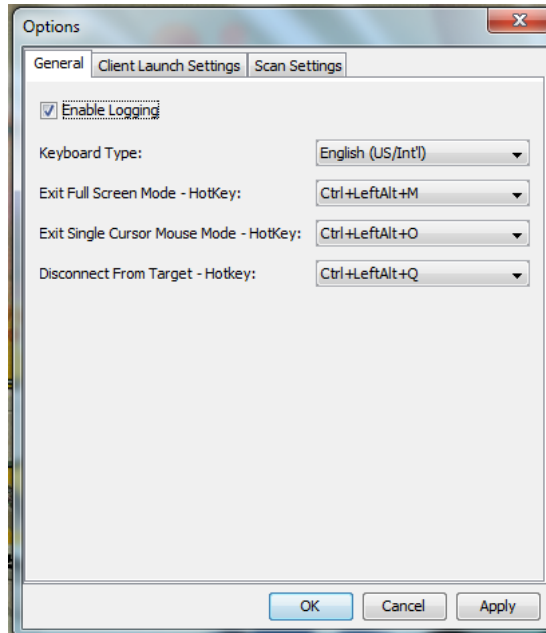 Options
General Client Launch Settings Scan Settings
Enable Logging
Keyboard Type: English (US/Int'l)
Exit Full Screen Mode - HotKey: Ctrl+LeftAlt+M
Exit Single Cursor Mouse Mode - HotKey: Ctrl+LeftAlt+O
Disconnect From Target - Hotkey: Ctrl+LeftAlt+Q
OK Cancel Apply